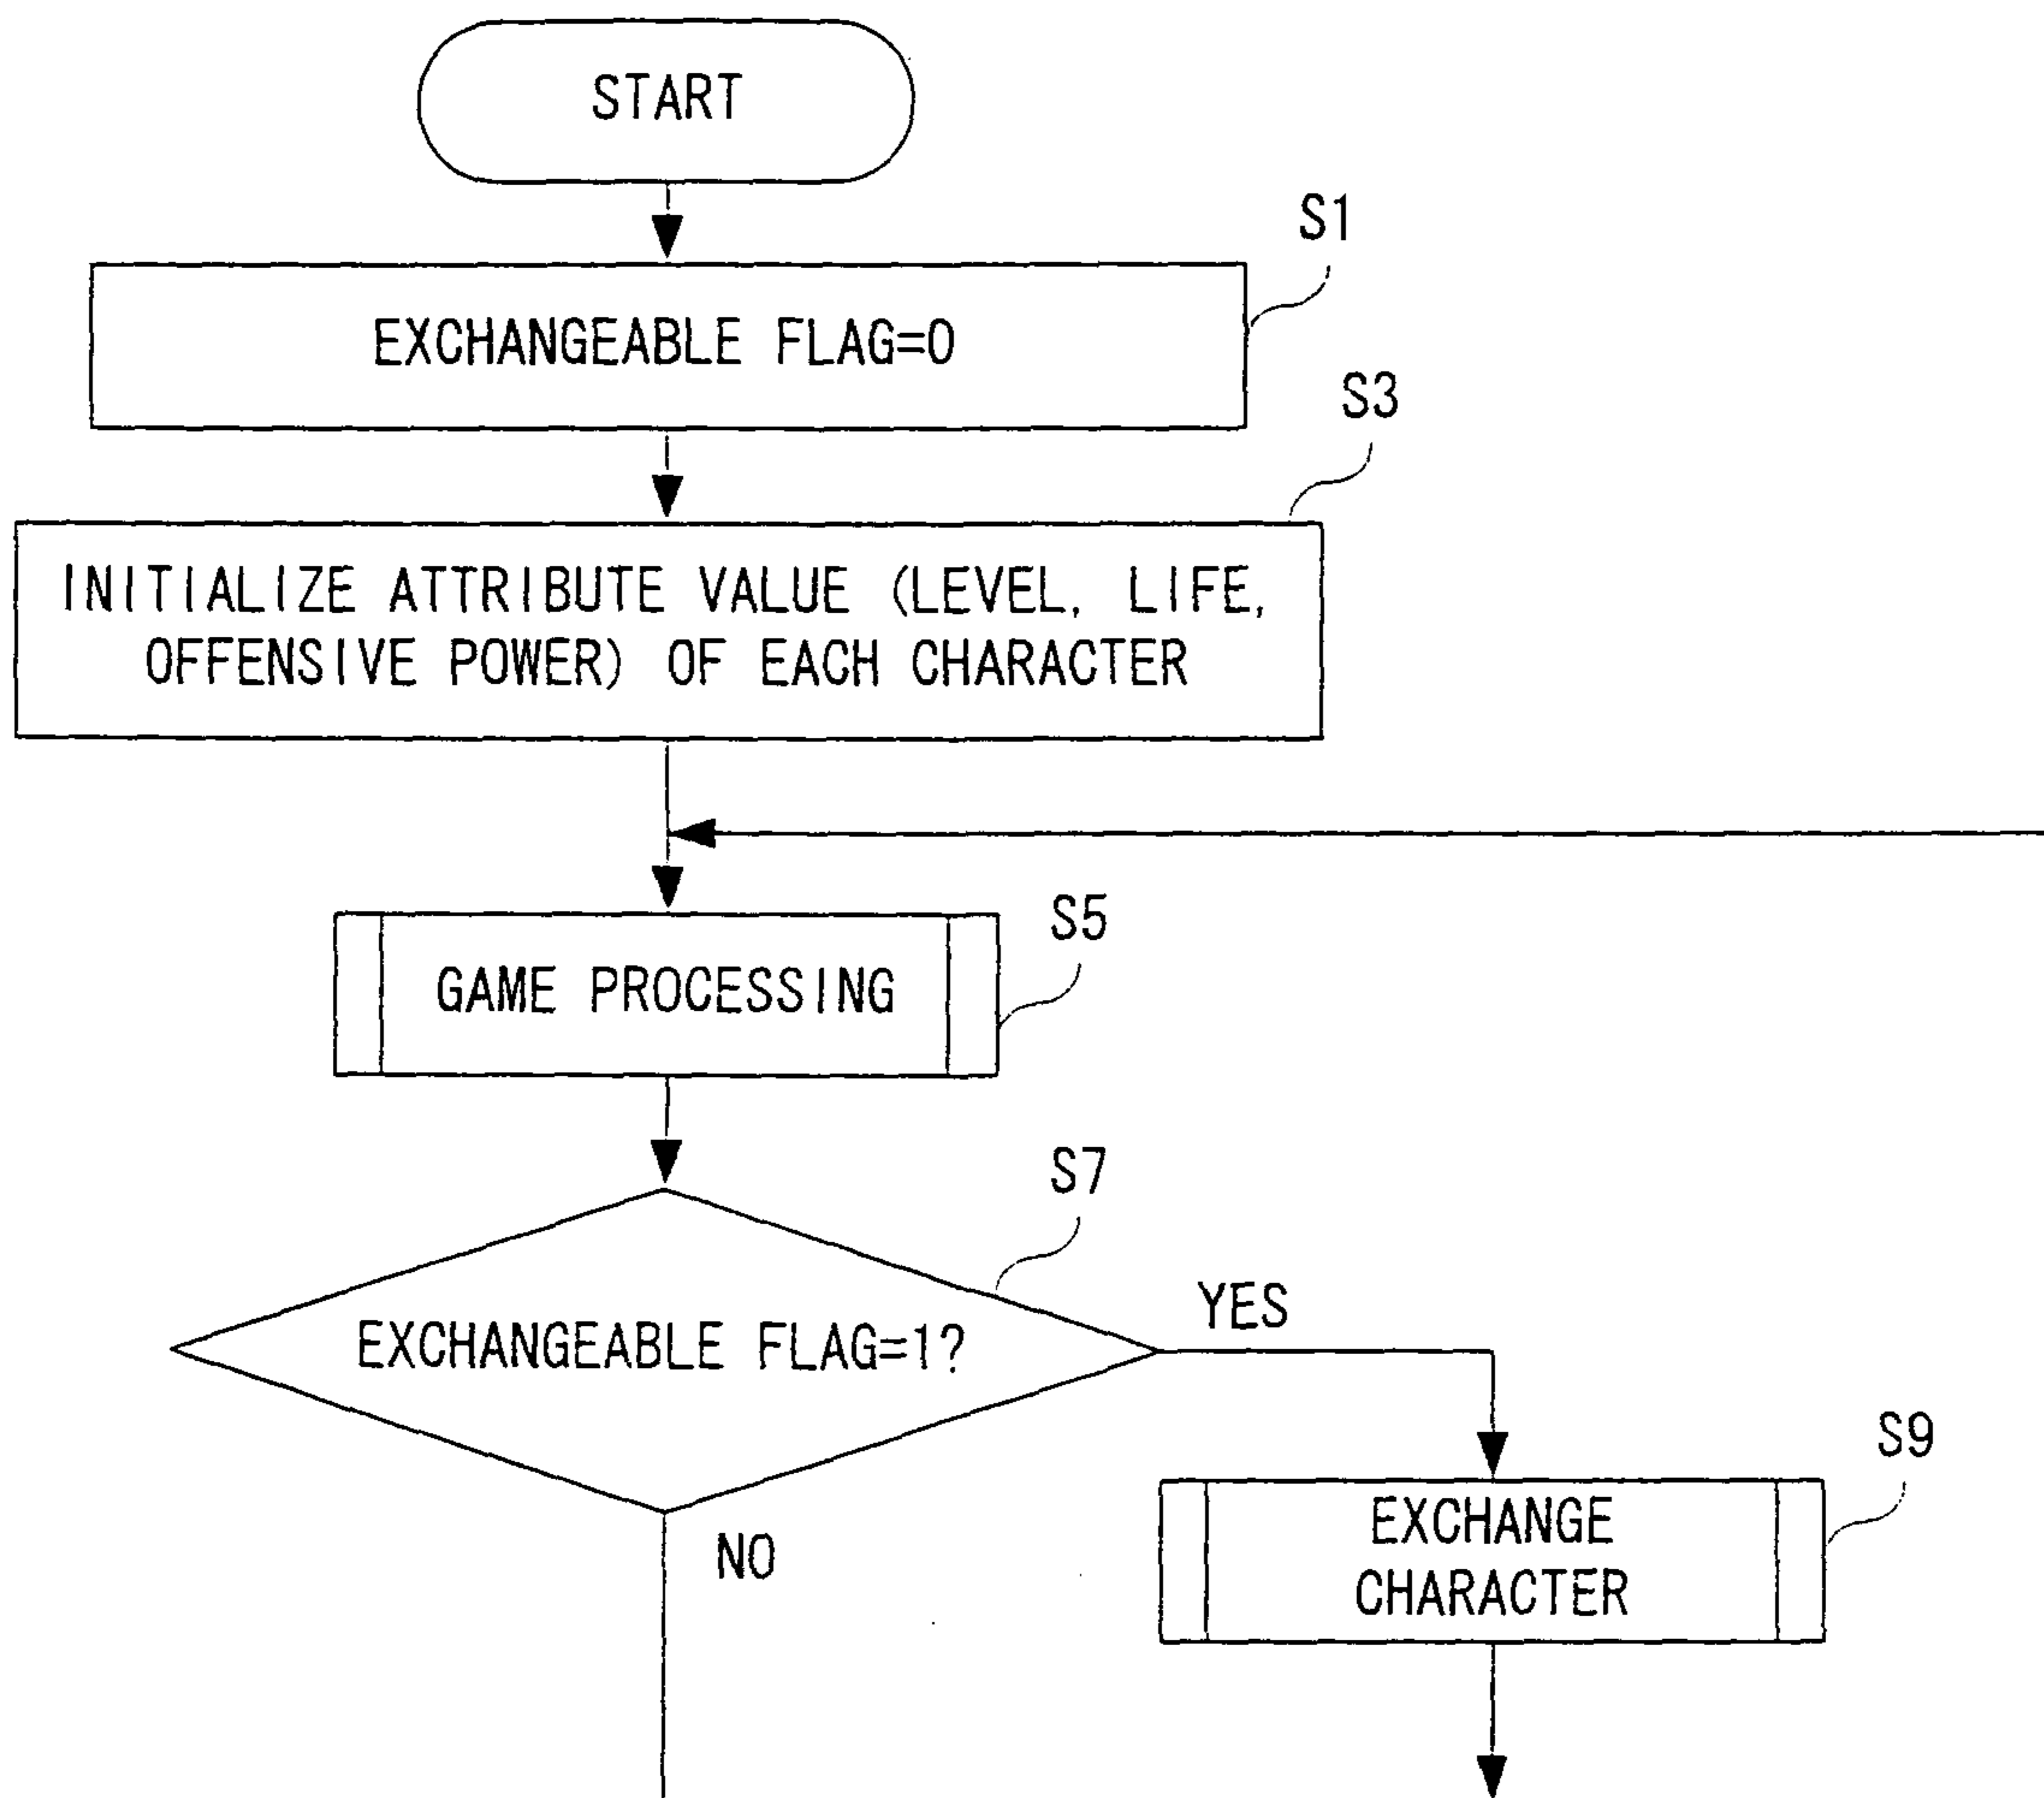 START
S1
EXCHANGEABLE FLAG=0
S3
INITIALIZE ATTRIBUTE VALUE (LEVEL, LIFE,
OFFENSIVE POWER) OF EACH CHARACTER
S5
GAME PROCESSING
S7
EXCHANGEABLE FLAG=1?
YES
NO
S9
EXCHANGE
CHARACTER